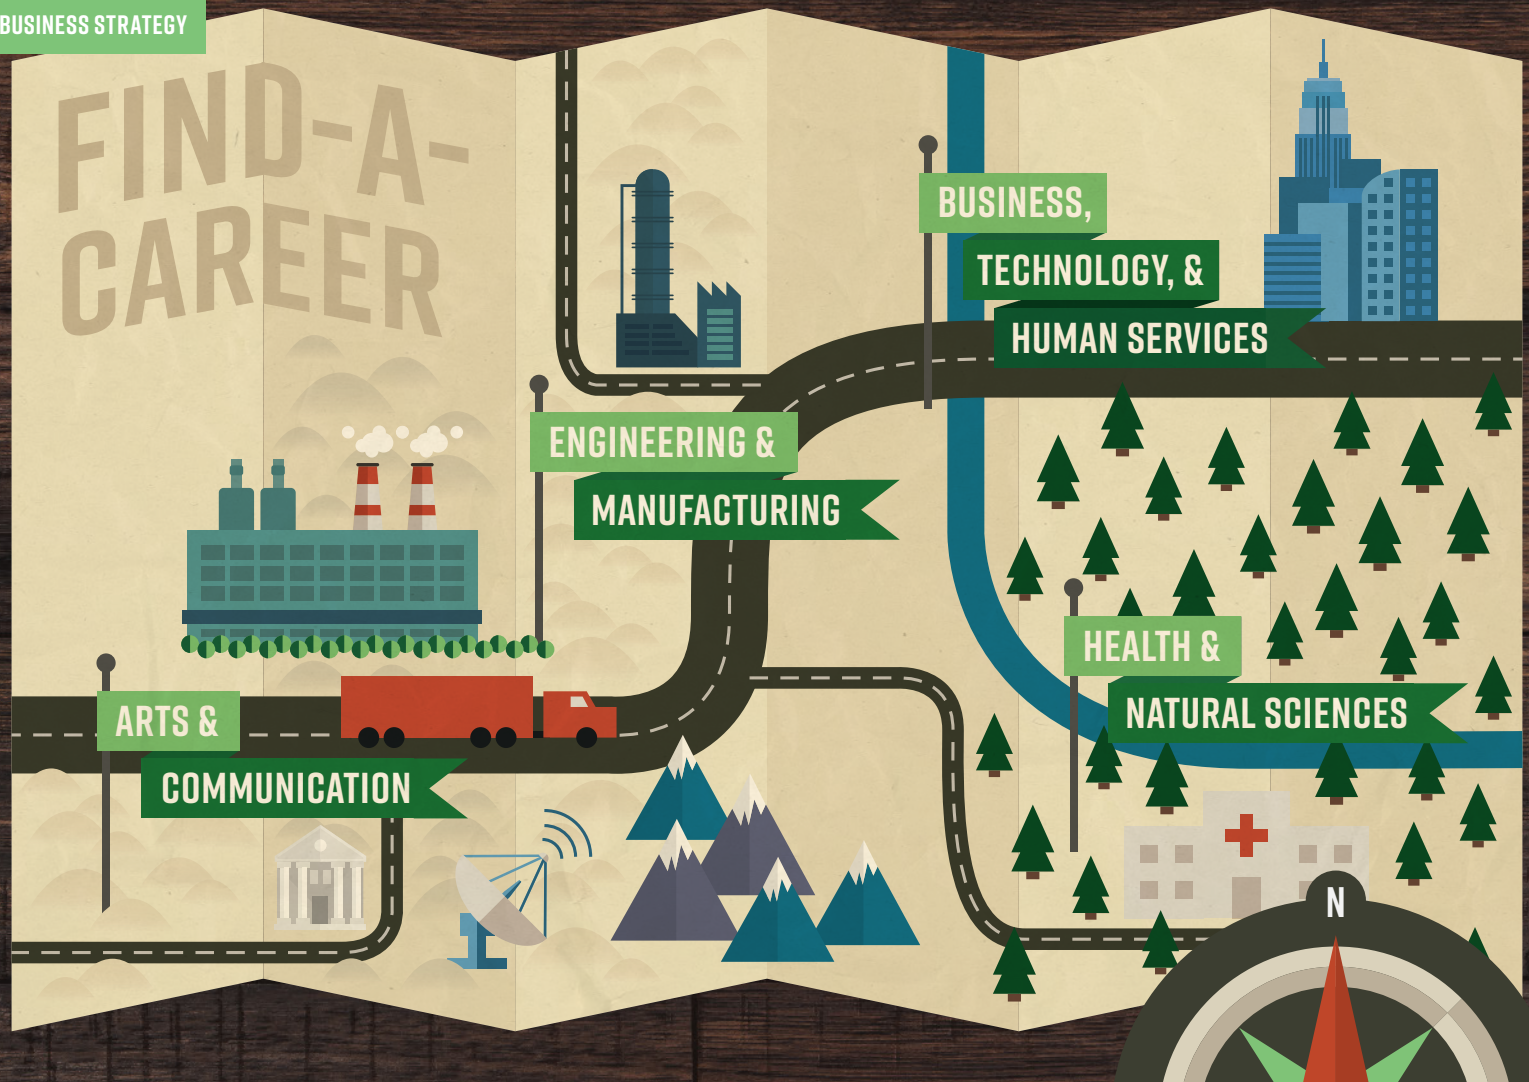 BUSINESS STRATEGY
FIND-A-
CAREER
BUSINESS,
TECHNOLOGY, &
HUMAN SERVICES
ENGINEERING &
MANUFACTURING
HEALTH &
NATURAL SCIENCES
ARTS &
COMMUNICATION
N